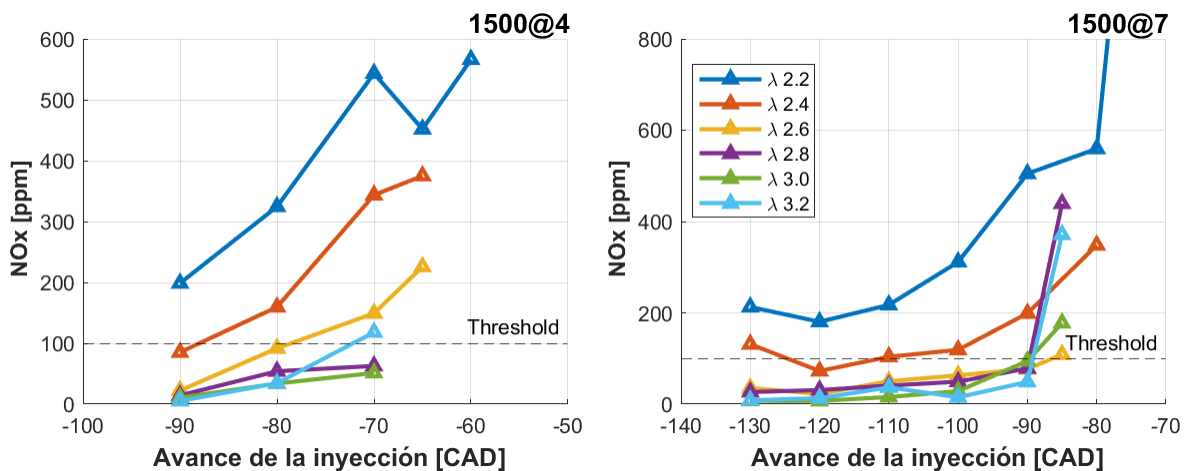 1500@4
600
500
400
300
200
100
0
NOx [ppm]
Threshold
-100 -90 -80 -70 -60 -50
Avance de la inyección [CAD]
1500@7
800
600
400
200
0
NOx [ppm]
λ 2.2
λ 2.4
λ 2.6
λ 2.8
λ 3.0
λ 3.2
Threshold
-140 -130 -120 -110 -100 -90 -80 -70
Avance de la inyección [CAD]